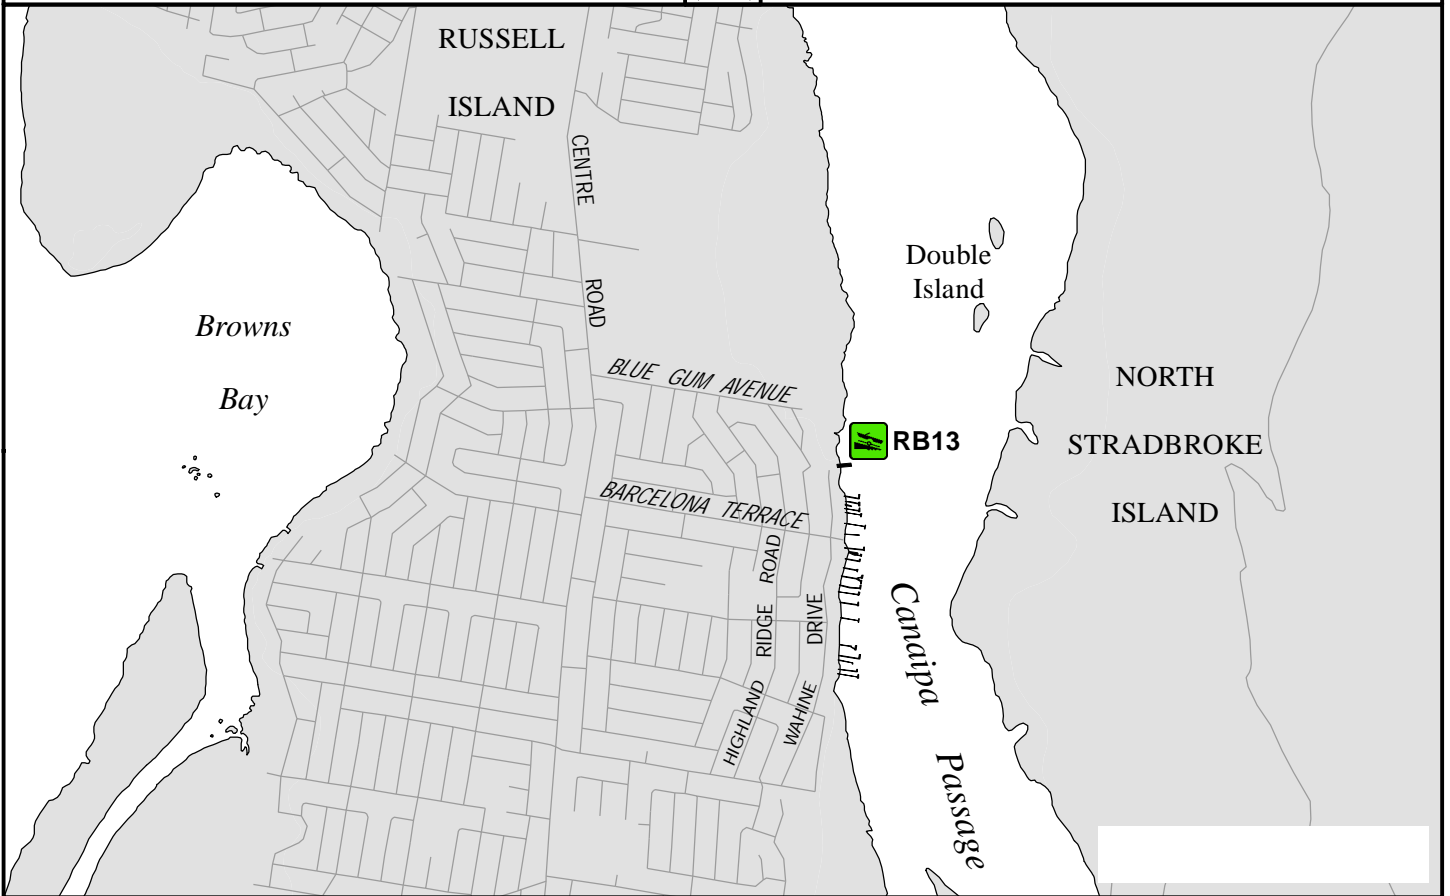 RUSSELL
ISLAND
CENTRE
ROAD
Double
Island
Browns
Bay
BLUE GUM AVENUE
NORTH
STRADBROKE
ISLAND
RB13
BARCELONA TERRACE
HIGHLAND RIDGE ROAD
WAHINE DRIVE
Canaipa
Passage